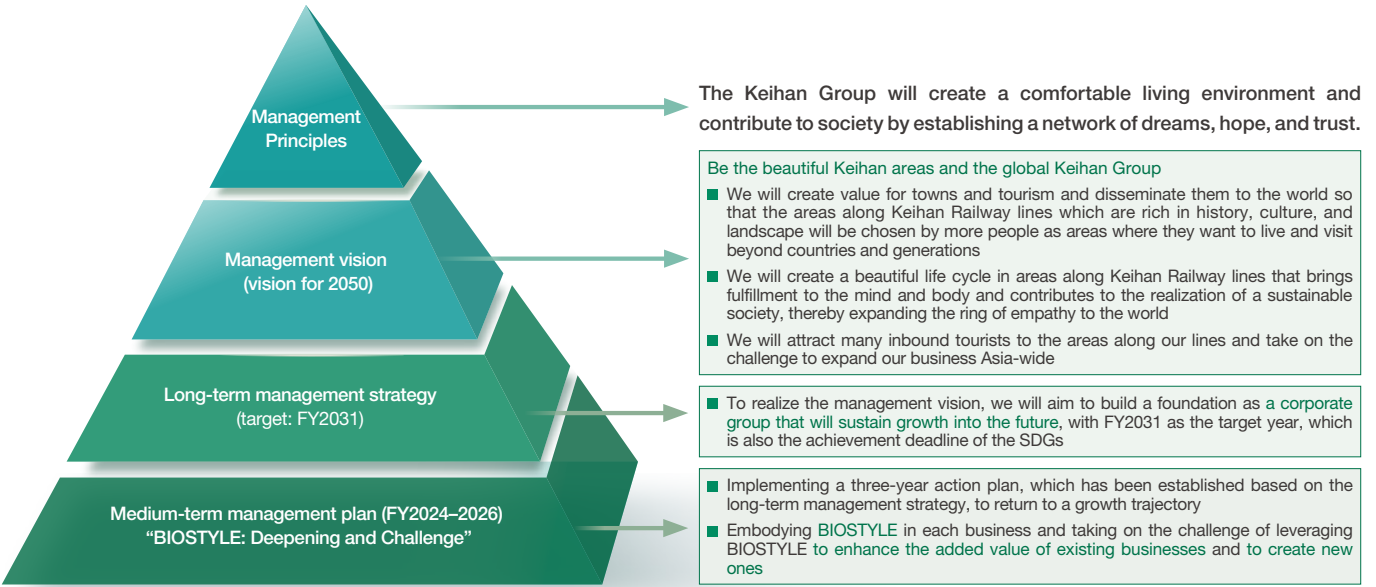 Management
Principles
The Keihan Group will create a comfortable living environment and
contribute to society by establishing a network of dreams, hope, and trust.
Management vision
(vision for 2050)
Be the beautiful Keihan areas and the global Keihan Group
■ We will create value for towns and tourism and disseminate them to the world so
that the areas along Keihan Railway lines which are rich in history, culture, and
landscape will be chosen by more people as areas where they want to live and visit
beyond countries and generations
■ We will create a beautiful life cycle in areas along Keihan Railway lines that brings
fulfillment to the mind and body and contributes to the realization of a sustainable
society, thereby expanding the ring of empathy to the world
■ We will attract many inbound tourists to the areas along our lines and take on the
challenge to expand our business Asia-wide
Long-term management strategy
(target: FY2031)
■ To realize the management vision, we will aim to build a foundation as a corporate
group that will sustain growth into the future, with FY2031 as the target year, which
is also the achievement deadline of the SDGs
Medium-term management plan (FY2024–2026)
“BIOSTYLE: Deepening and Challenge”
■ Implementing a three-year action plan, which has been established based on the
long-term management strategy, to return to a growth trajectory
■ Embodying BIOSTYLE in each business and taking on the challenge of leveraging
BIOSTYLE to enhance the added value of existing businesses and to create new
ones